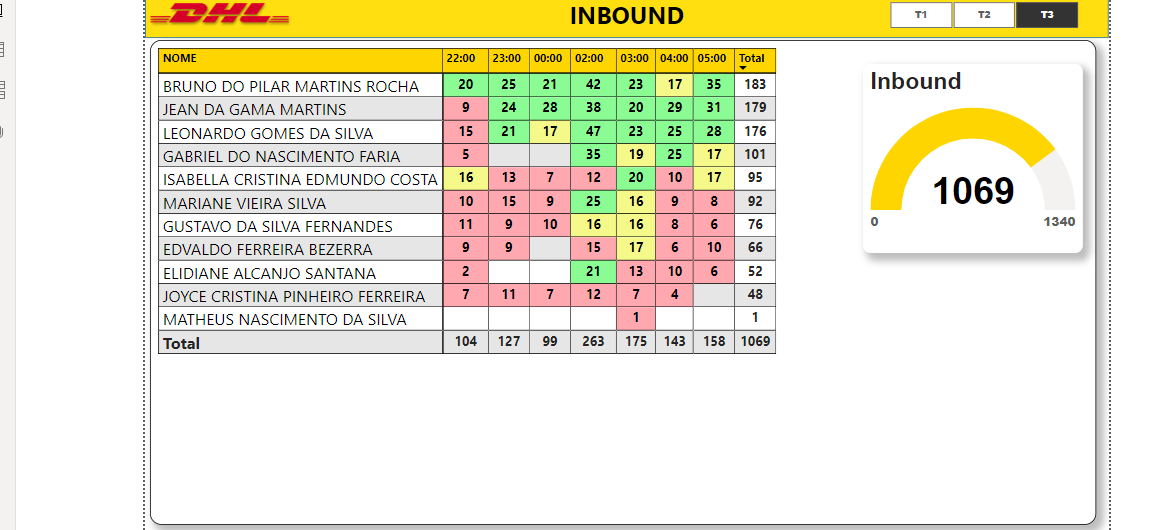 DHL
INBOUND
T1 T2 T3
NOME 22:00 23:00 00:00 02:00 03:00 04:00 05:00 Total
BRUNO DO PILAR MARTINS ROCHA 20 25 21 42 23 17 35 183
JEAN DA GAMA MARTINS 9 24 28 38 20 29 31 179
LEONARDO GOMES DA SILVA 15 21 17 47 23 25 28 176
GABRIEL DO NASCIMENTO FARIA 5 35 19 25 17 101
ISABELLA CRISTINA EDMUNDO COSTA 16 13 7 12 20 10 17 95
MARIANE VIEIRA SILVA 10 15 9 25 16 9 8 92
GUSTAVO DA SILVA FERNANDES 11 9 10 16 16 8 6 76
EDVALDO FERREIRA BEZERRA 9 9 15 17 6 10 66
ELIDIANE ALCANJO SANTANA 2 21 13 10 6 52
JOYCE CRISTINA PINHEIRO FERREIRA 7 11 7 12 7 4 48
MATHEUS NASCIMENTO DA SILVA 1 1
Total 104 127 99 263 175 143 158 1069
Inbound
1069
0 1340